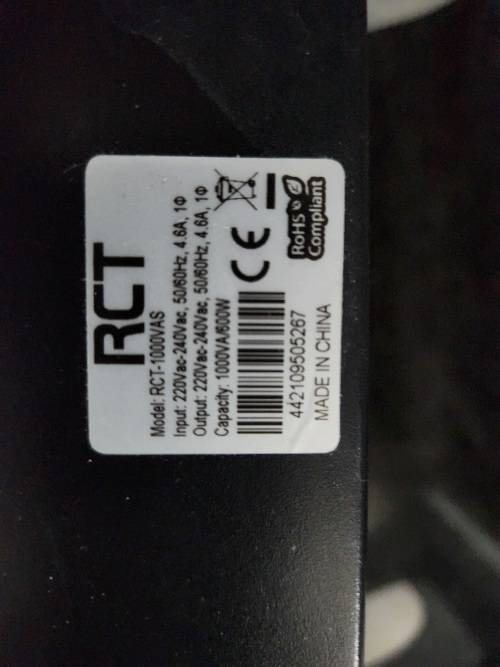 RCT
Model: RCT-1000VAS
Input: 220Vac-240Vac, 50/60Hz, 4.6A, 1Φ
Output: 220Vac-240Vac, 50/60Hz, 4.6A, 1Φ
Capacity: 1000VA/600W
CE
RoHS
Compliant
442109505267
MADE IN CHINA